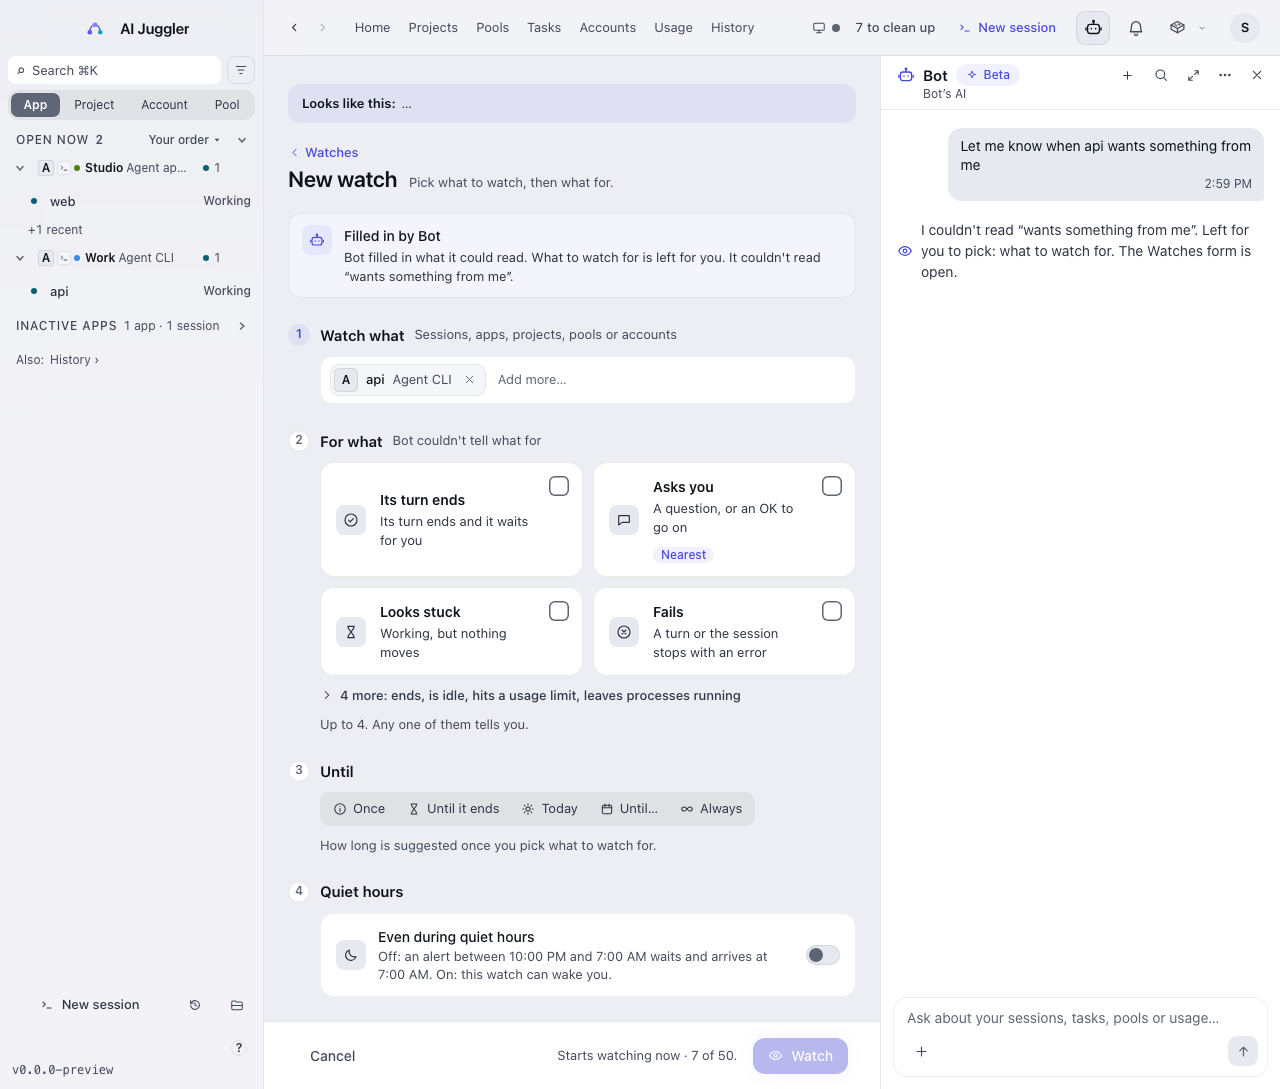 AI Juggler
Search ⌘K
App Project Account Pool
OPEN NOW 2 Your order
A Studio Agent ap... 1
web Working
+1 recent
A Work Agent CLI 1
api Working
INACTIVE APPS 1 app · 1 session
Also: History ›
New session
?
v0.0.0-preview
Home Projects Pools Tasks Accounts Usage History
7 to clean up New session S
Looks like this: ...
Watches
New watch Pick what to watch, then what for.
Filled in by Bot
Bot filled in what it could read. What to watch for is left for you. It couldn't read
“wants something from me”.
1 Watch what Sessions, apps, projects, pools or accounts
A api Agent CLI Add more...
2 For what Bot couldn't tell what for
Its turn ends
Its turn ends and it waits
for you
Asks you
A question, or an OK to
go on
Nearest
Looks stuck
Working, but nothing
moves
Fails
A turn or the session
stops with an error
4 more: ends, is idle, hits a usage limit, leaves processes running
Up to 4. Any one of them tells you.
3 Until
Once Until it ends Today Until... Always
How long is suggested once you pick what to watch for.
4 Quiet hours
Even during quiet hours
Off: an alert between 10:00 PM and 7:00 AM waits and arrives at
7:00 AM. On: this watch can wake you.
Cancel Starts watching now · 7 of 50. Watch
Bot Beta
Bot’s AI
Let me know when api wants something from
me
2:59 PM
I couldn't read “wants something from me”. Left for
you to pick: what to watch for. The Watches form is
open.
Ask about your sessions, tasks, pools or usage...